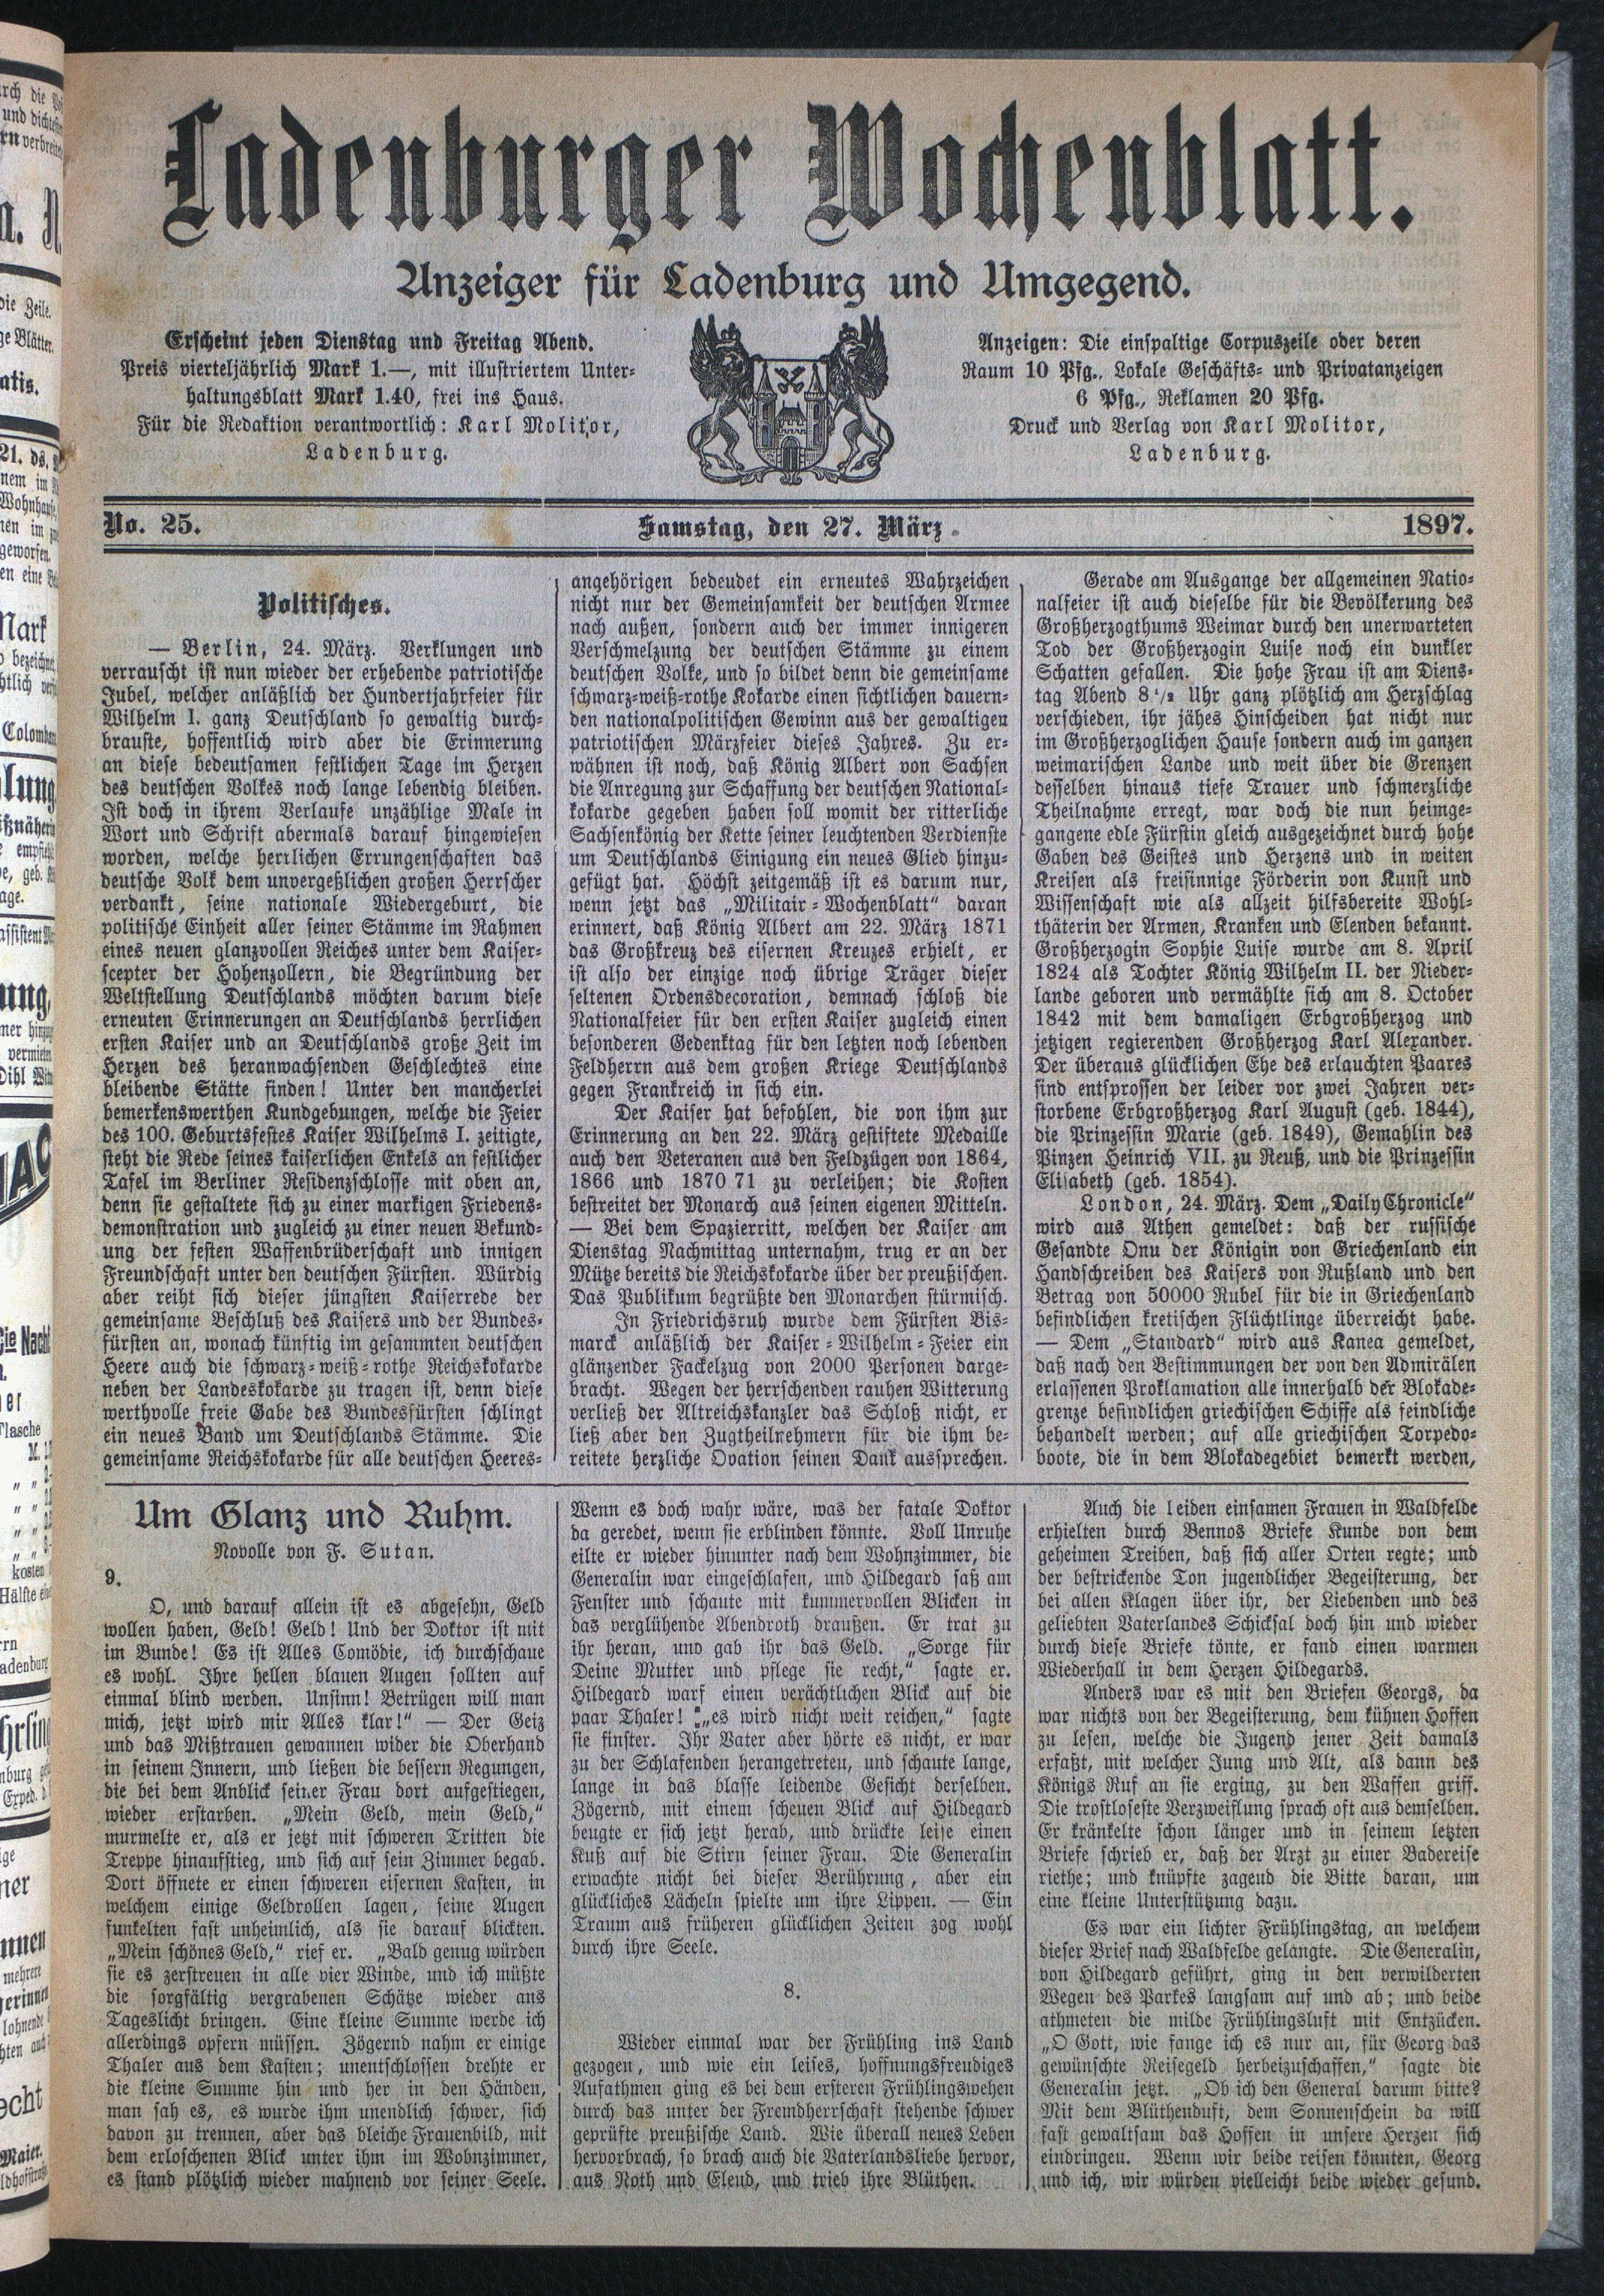 Ladenburger Wochenblatt.
Anzeiger für Ladenburg und Umgegend.
Erscheint jeden Dienstag und Freitag Abend.
Preis vierteljährlich Mark 1.—, mit illustriertem Unter-
haltungsblatt Mark 1.40, frei ins Haus.
Für die Redaktion verantwortlich: Karl Molitor,
Ladenburg.
Anzeigen: Die einspaltige Corpuszeile oder deren
Raum 10 Pfg., Lokale Geschäfts- und Privatanzeigen
6 Pfg., Reklamen 20 Pfg.
Druck und Verlag von Karl Molitor,
Ladenburg.
No. 25.
Samstag, den 27. März.
1897.
Politisches.
— Berlin, 24. März. Verklungen und
verrauscht ist nun wieder der erhebende patriotische
Jubel, welcher anläßlich der Hundertjahrfeier für
Wilhelm I. ganz Deutschland so gewaltig durch-
brauste, hoffentlich wird aber die Erinnerung
an diese bedeutsamen festlichen Tage im Herzen
des deutschen Volkes noch lange lebendig bleiben.
Ist doch in ihrem Verlaufe unzählige Male in
Wort und Schrift abermals darauf hingewiesen
worden, welche herrlichen Errungenschaften das
deutsche Volk dem unvergeßlichen großen Herrscher
verdankt, seine nationale Wiedergeburt, die
politische Einheit aller seiner Stämme im Rahmen
eines neuen glanzvollen Reiches unter dem Kaiser-
scepter der Hohenzollern, die Begründung der
Weltstellung Deutschlands möchten darum diese
erneuten Erinnerungen an Deutschlands herrlichen
ersten Kaiser und an Deutschlands große Zeit im
Herzen des heranwachsenden Geschlechtes eine
bleibende Stätte finden! Unter den mancherlei
bemerkenswerthen Kundgebungen, welche die Feier
des 100. Geburtsfestes Kaiser Wilhelms I. zeitigte,
steht die Rede seines kaiserlichen Enkels an festlicher
Tafel im Berliner Residenzschlosse mit oben an,
denn sie gestaltete sich zu einer markigen Friedens-
demonstration und zugleich zu einer neuen Bekund-
ung der festen Waffenbrüderschaft und innigen
Freundschaft unter den deutschen Fürsten. Würdig
aber reiht sich dieser jüngsten Kaiserrede der
gemeinsame Beschluß des Kaisers und der Bundes-
fürsten an, wonach künftig im gesammten deutschen
Heere auch die schwarz-weiß-rothe Reichskokarde
neben der Landeskokarde zu tragen ist, denn diese
werthvolle freie Gabe des Bundesfürsten schlingt
ein neues Band um Deutschlands Stämme. Die
gemeinsame Reichskokarde für alle deutschen Heeres-
angehörigen bedeutet ein erneutes Wahrzeichen
nicht nur der Gemeinsamkeit der deutschen Armee
nach außen, sondern auch der immer innigeren
Verschmelzung der deutschen Stämme zu einem
deutschen Volke, und so bildet denn die gemeinsame
schwarz-weiß-rothe Kokarde einen sichtlichen dauern-
den nationalpolitischen Gewinn aus der gewaltigen
patriotischen Märzfeier dieses Jahres. Zu er-
wähnen ist noch, daß König Albert von Sachsen
die Anregung zur Schaffung der deutschen National-
kokarde gegeben haben soll womit der ritterliche
Sachsenkönig der Kette seiner leuchtenden Verdienste
um Deutschlands Einigung ein neues Glied hinzu-
gefügt hat. Höchst zeitgemäß ist es darum nur,
wenn jetzt das „Militair-Wochenblatt“ daran
erinnert, daß König Albert am 22. März 1871
das Großkreuz des eisernen Kreuzes erhielt, er
ist also der einzige noch übrige Träger dieser
seltenen Ordensdecoration, demnach schloß die
Nationalfeier für den ersten Kaiser zugleich einen
besonderen Gedenktag für den letzten noch lebenden
Feldherrn aus dem großen Kriege Deutschlands
gegen Frankreich in sich ein.
Der Kaiser hat befohlen, die von ihm zur
Erinnerung an den 22. März gestiftete Medaille
auch den Veteranen aus den Feldzügen von 1864,
1866 und 1870 71 zu verleihen; die Kosten
bestreitet der Monarch aus seinen eigenen Mitteln.
— Bei dem Spazierritt, welchen der Kaiser am
Dienstag Nachmittag unternahm, trug er an der
Mütze bereits die Reichskokarde über der preußischen.
Das Publikum begrüßte den Monarchen stürmisch.
In Friedrichsruh wurde dem Fürsten Bis-
marck anläßlich der Kaiser-Wilhelm-Feier ein
glänzender Fackelzug von 2000 Personen darge-
bracht. Wegen der herrschenden rauhen Witterung
verließ der Altreichskanzler das Schloß nicht, er
ließ aber den Zugtheilnehmern für die ihm be-
reitete herzliche Ovation seinen Dank aussprechen.
Gerade am Ausgange der allgemeinen Natio-
nalfeier ist auch dieselbe für die Bevölkerung des
Großherzogthums Weimar durch den unerwarteten
Tod der Großherzogin Luise noch ein dunkler
Schatten gefallen. Die hohe Frau ist am Diens-
tag Abend 8 1/2 Uhr ganz plötzlich am Herzschlag
verschieden, ihr jähes Hinscheiden hat nicht nur
im Großherzoglichen Hause sondern auch im ganzen
weimarischen Lande und weit über die Grenzen
desselben hinaus tiefe Trauer und schmerzliche
Theilnahme erregt, war doch die nun heimge-
gangene edle Fürstin gleich ausgezeichnet durch hohe
Gaben des Geistes und Herzens und in weiten
Kreisen als freisinnige Förderin von Kunst und
Wissenschaft wie als allzeit hilfsbereite Wohl-
thäterin der Armen, Kranken und Elenden bekannt.
Großherzogin Sophie Luise wurde am 8. April
1824 als Tochter König Wilhelm II. der Nieder-
lande geboren und vermählte sich am 8. October
1842 mit dem damaligen Erbgroßherzog und
jetzigen regierenden Großherzog Karl Alexander.
Der überaus glücklichen Ehe des erlauchten Paares
sind entsprossen der leider vor zwei Jahren ver-
storbene Erbgroßherzog Karl August (geb. 1844),
die Prinzessin Marie (geb. 1849), Gemahlin des
Pinzen Heinrich VII. zu Reuß, und die Prinzessin
Elisabeth (geb. 1854).
London, 24. März. Dem „Daily Chronicle“
wird aus Athen gemeldet: daß der russische
Gesandte Onu der Königin von Griechenland ein
Handschreiben des Kaisers von Rußland und den
Betrag von 50000 Rubel für die in Griechenland
befindlichen kretischen Flüchtlinge überreicht habe.
— Dem „Standard“ wird aus Kanea gemeldet,
daß nach den Bestimmungen der von den Admirälen
erlassenen Proklamation alle innerhalb der Blokade-
grenze befindlichen griechischen Schiffe als feindliche
behandelt werden; auf alle griechischen Torpedo-
boote, die in dem Blokadegebiet bemerkt werden,
Um Glanz und Ruhm.
Novolle von F. Sutan.
9.
O, und darauf allein ist es abgesehn, Geld
wollen haben, Geld! Geld! Und der Doktor ist mit
im Bunde! Es ist Alles Comödie, ich durchschaue
es wohl. Ihre hellen blauen Augen sollten auf
einmal blind werden. Unsinn! Betrügen will man
mich, jetzt wird mir Alles klar!“ — Der Geiz
und das Mißtrauen gewannen wider die Oberhand
in seinem Innern, und ließen die bessern Regungen,
die bei dem Anblick seiner Frau dort aufgestiegen,
wieder erstarben. „Mein Geld, mein Geld,“
murmelte er, als er jetzt mit schweren Tritten die
Treppe hinaufstieg, und sich auf sein Zimmer begab.
Dort öffnete er einen schweren eisernen Kasten, in
welchem einige Geldrollen lagen, seine Augen
funkelten fast unheimlich, als sie darauf blickten.
„Mein schönes Geld,“ rief er. „Bald genug würden
sie es zerstreuen in alle vier Winde, und ich müßte
die sorgfältig vergrabenen Schätze wieder ans
Tageslicht bringen. Eine kleine Summe werde ich
allerdings opfern müssen. Zögernd nahm er einige
Thaler aus dem Kasten; unentschlossen drehte er
die kleine Summe hin und her in den Händen,
man sah es, es wurde ihm unendlich schwer, sich
davon zu trennen, aber das bleiche Frauenbild, mit
dem erloschenen Blick unter ihm im Wohnzimmer,
es stand plötzlich wieder mahnend vor seiner Seele.
Wenn es doch wahr wäre, was der fatale Doktor
da geredet, wenn sie erblinden könnte. Voll Unruhe
eilte er wieder hinunter nach dem Wohnzimmer, die
Generalin war eingeschlafen, und Hildegard saß am
Fenster und schaute mit kummervollen Blicken in
das verglühende Abendroth draußen. Er trat zu
ihr heran, und gab ihr das Geld. „Sorge für
Deine Mutter und pflege sie recht,“ sagte er.
Hildegard warf einen verächtlichen Blick auf die
paar Thaler! „es wird nicht weit reichen,“ sagte
sie finster. Ihr Vater aber hörte es nicht, er war
zu der Schlafenden herangetreten, und schaute lange,
lange in das blasse leidende Gesicht derselben.
Zögernd, mit einem scheuen Blick auf Hildegard
beugte er sich jetzt herab, und drückte leise einen
Kuß auf die Stirn seiner Frau. Die Generalin
erwachte nicht bei dieser Berührung, aber ein
glückliches Lächeln spielte um ihre Lippen. — Ein
Traum aus früheren glücklichen Zeiten zog wohl
durch ihre Seele.
8.
Wieder einmal war der Frühling ins Land
gezogen, und wie ein leises, hoffnungsfreudiges
Aufathmen ging es bei dem ersteren Frühlingswehen
durch das unter der Fremdherrschaft stehende schwer
geprüfte preußische Land. Wie überall neues Leben
hervorbrach, so brach auch die Vaterlandsliebe hervor,
aus Noth und Elend, und trieb ihre Blüthen.
Auch die beiden einsamen Frauen in Waldfelde
erhielten durch Bennos Briefe Kunde von dem
geheimen Treiben, daß sich aller Orten regte; und
der bestrickende Ton jugendlicher Begeisterung, der
bei allen Klagen über ihr, der Liebenden und des
geliebten Vaterlandes Schicksal doch hin und wieder
durch diese Briefe tönte, er fand einen warmen
Wiederhall in dem Herzen Hildegards.
Anders war es mit den Briefen Georgs, da
war nichts von der Begeisterung, dem kühnen Hoffen
zu lesen, welche die Jugend jener Zeit damals
erfaßt, mit welcher Jung und Alt, als dann des
Königs Ruf an sie erging, zu den Waffen griff.
Die trostloseste Verzweiflung sprach oft aus demselben.
Er kränkelte schon länger und in seinem letzten
Briefe schrieb er, daß der Arzt zu einer Badereise
riethe; und knüpfte zagend die Bitte daran, um
eine kleine Unterstützung dazu.
Es war ein lichter Frühlingstag, an welchem
dieser Brief nach Waldfelde gelangte. Die Generalin,
von Hildegard geführt, ging in den verwilderten
Wegen des Parkes langsam auf und ab; und beide
athmeten die milde Frühlingsluft mit Entzücken.
„O Gott, wie fange ich es nur an, für Georg das
gewünschte Reisegeld herbeizuschaffen,“ sagte die
Generalin jetzt. „Ob ich den General darum bitte?
Mit dem Blüthenduft, dem Sonnenschein da will
fast gewaltsam das Hoffen in unsere Herzen sich
eindringen. Wenn wir beide reisen könnten, Georg
und ich, wir würden vielleicht beide wieder gesund.